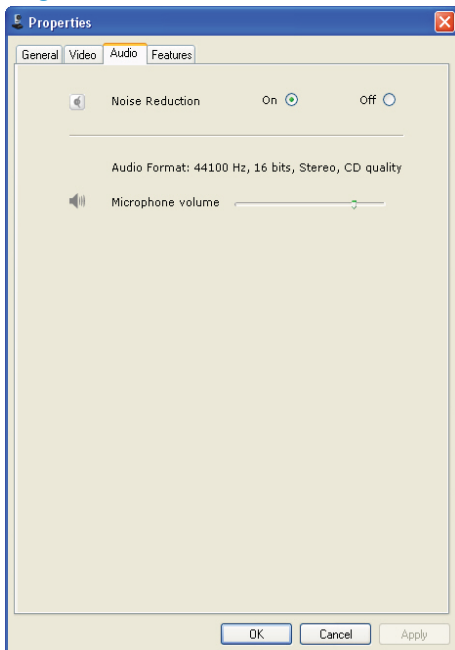 Properties
General Video Audio Features
Noise Reduction On Off
Audio Format: 44100 Hz, 16 bits, Stereo, CD quality
Microphone volume
OK Cancel Apply